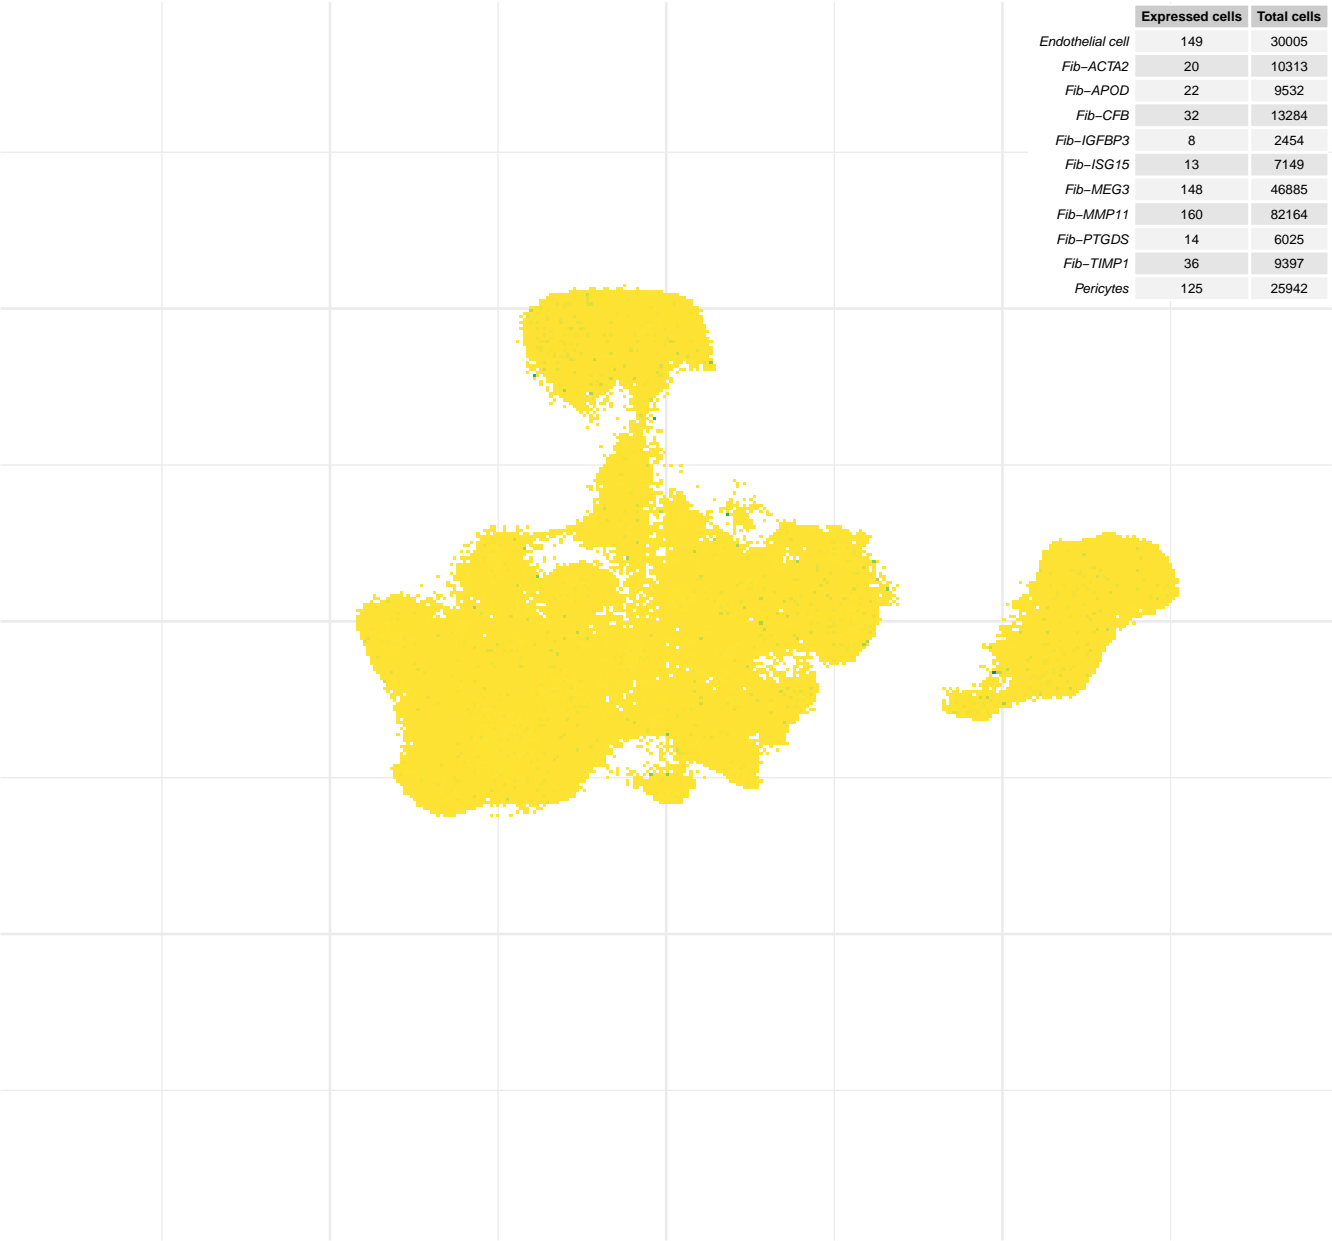 Expressed cells Total cells
Endothelial cell 149 30005
Fib−ACTA2 20 10313
Fib−APOD 22 9532
Fib−CFB 32 13284
Fib−IGFBP3 8 2454
Fib−ISG15 13 7149
Fib−MEG3 148 46885
Fib−MMP11 160 82164
Fib−PTGDS 14 6025
Fib−TIMP1 36 9397
Pericytes 125 25942